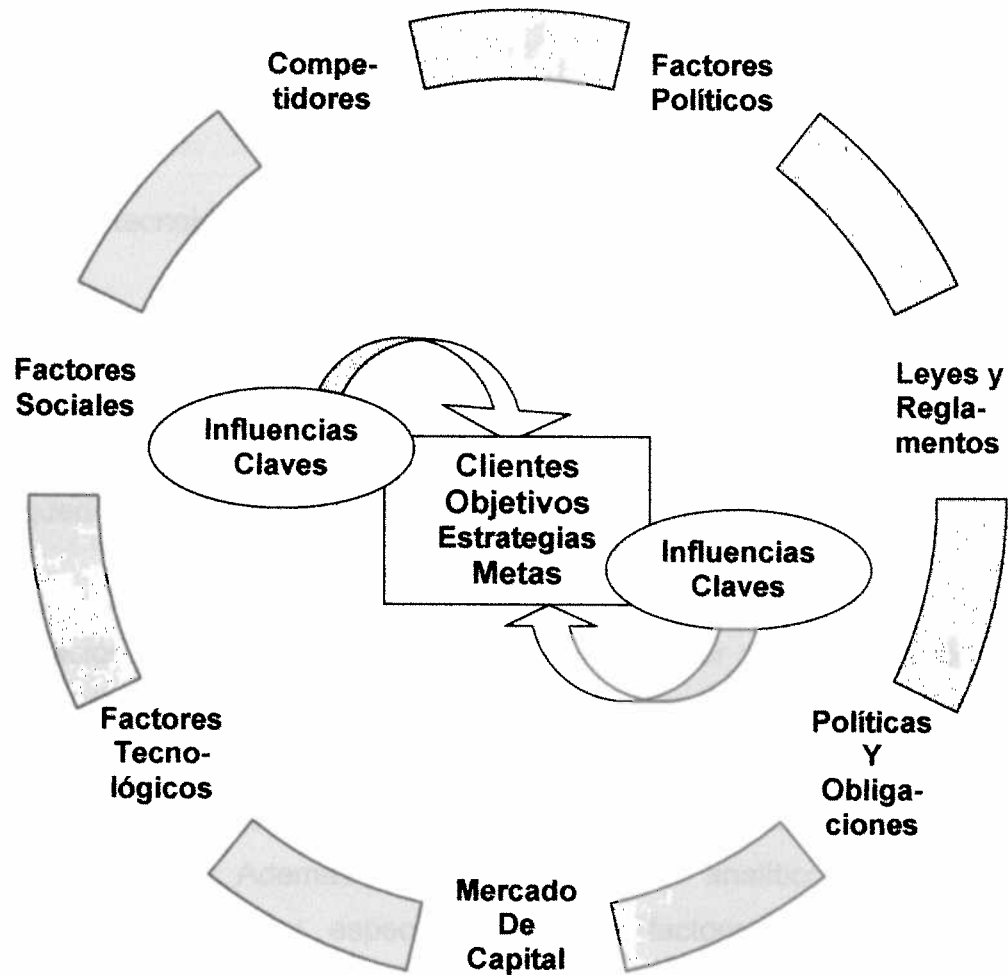 Compe-
tidores
Factores
Políticos
Factores
Sociales
Leyes y
Regla-
mentos
Influencias
Claves
Clientes
Objetivos
Estrategias
Metas
Influencias
Claves
Factores
Tecno-
lógicos
Políticas
Y
Obliga-
ciones
Mercado
De
Capital